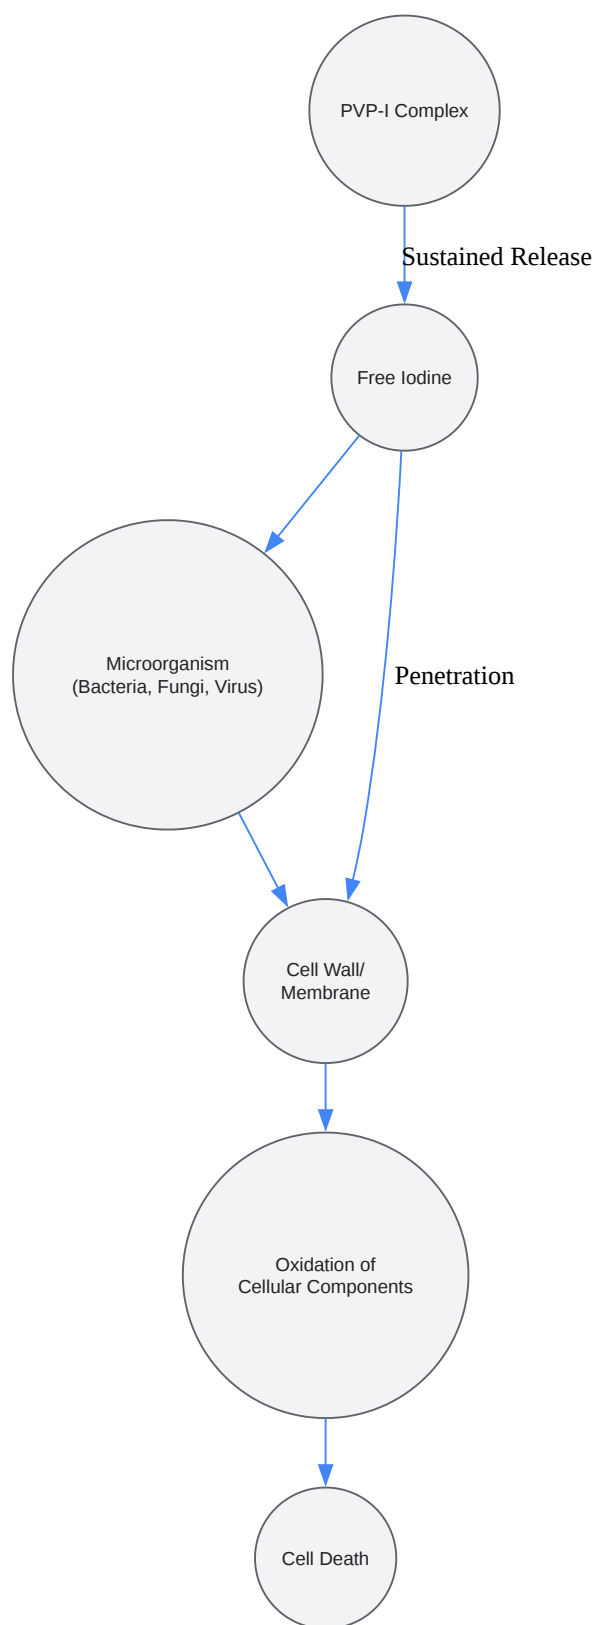 PVP-I Complex
Sustained Release
Free Iodine
Microorganism
(Bacteria, Fungi, Virus)
Penetration
Cell Wall/
Membrane
Oxidation of
Cellular Components
Cell Death